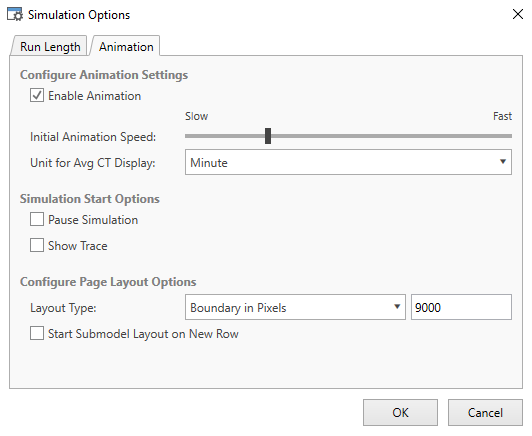 Simulation Options
Run Length Animation
Configure Animation Settings
Enable Animation
Slow Fast
Initial Animation Speed:
Unit for Avg CT Display: Minute
Simulation Start Options
Pause Simulation
Show Trace
Configure Page Layout Options
Layout Type: Boundary in Pixels 9000
Start Submodel Layout on New Row
OK Cancel